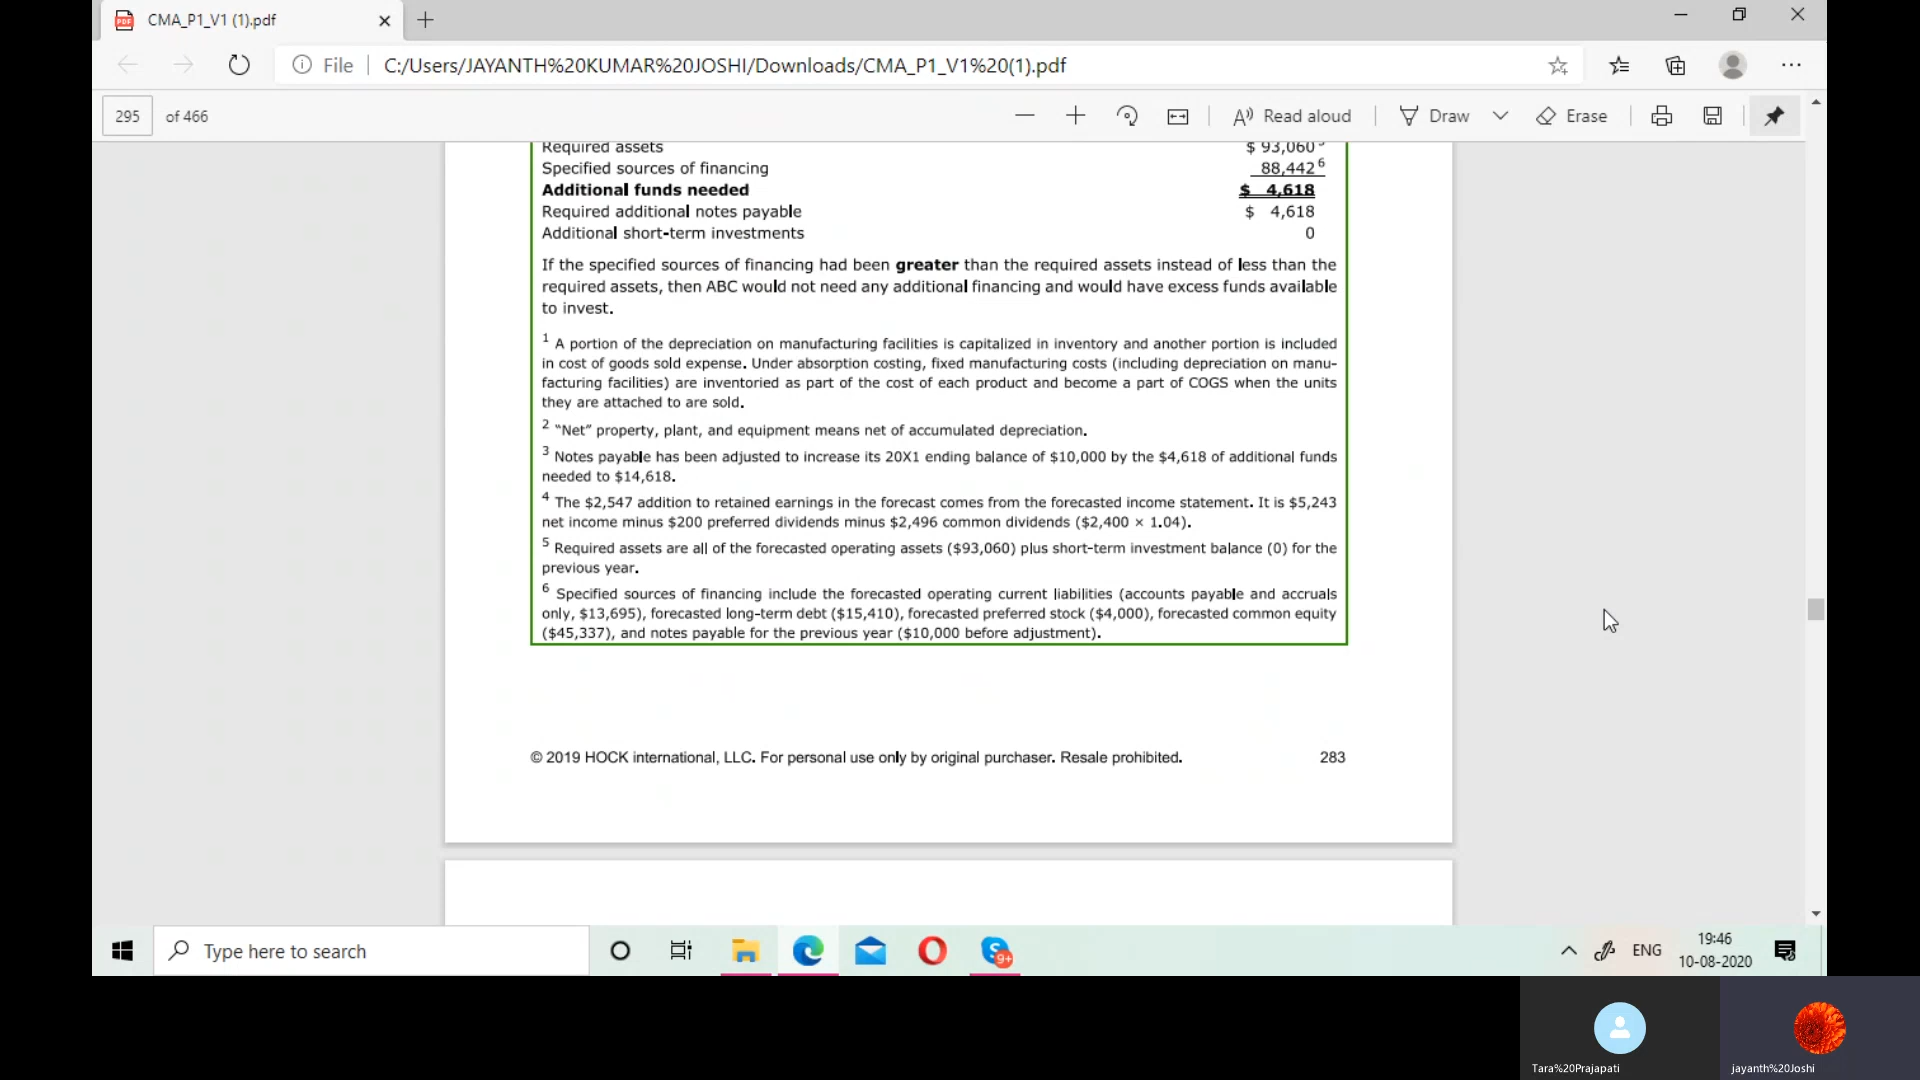 CMA_P1_V1 (1).pdf
File C:/Users/JAYANTH%20KUMAR%20JOSHI/Downloads/CMA_P1_V1%20(1).pdf
295 of 466 Read aloud Draw Erase
Required assets $ 93,060 5
Specified sources of financing 88,442 6
Additional funds needed $ 4,618
Required additional notes payable $ 4,618
Additional short-term investments 0
If the specified sources of financing had been greater than the required assets instead of less than the
required assets, then ABC would not need any additional financing and would have excess funds available
to invest.
1 A portion of the depreciation on manufacturing facilities is capitalized in inventory and another portion is included
in cost of goods sold expense. Under absorption costing, fixed manufacturing costs (including depreciation on manu-
facturing facilities) are inventoried as part of the cost of each product and become a part of COGS when the units
they are attached to are sold.
2 “Net” property, plant, and equipment means net of accumulated depreciation.
3 Notes payable has been adjusted to increase its 20X1 ending balance of $10,000 by the $4,618 of additional funds
needed to $14,618.
4 The $2,547 addition to retained earnings in the forecast comes from the forecasted income statement. It is $5,243
net income minus $200 preferred dividends minus $2,496 common dividends ($2,400 × 1.04).
5 Required assets are all of the forecasted operating assets ($93,060) plus short-term investment balance (0) for the
previous year.
6 Specified sources of financing include the forecasted operating current liabilities (accounts payable and accruals
only, $13,695), forecasted long-term debt ($15,410), forecasted preferred stock ($4,000), forecasted common equity
($45,337), and notes payable for the previous year ($10,000 before adjustment).
© 2019 HOCK international, LLC. For personal use only by original purchaser. Resale prohibited. 283
Type here to search
9+
ENG
19:46
10-08-2020
Tara%20Prajapati
jayanth%20Joshi